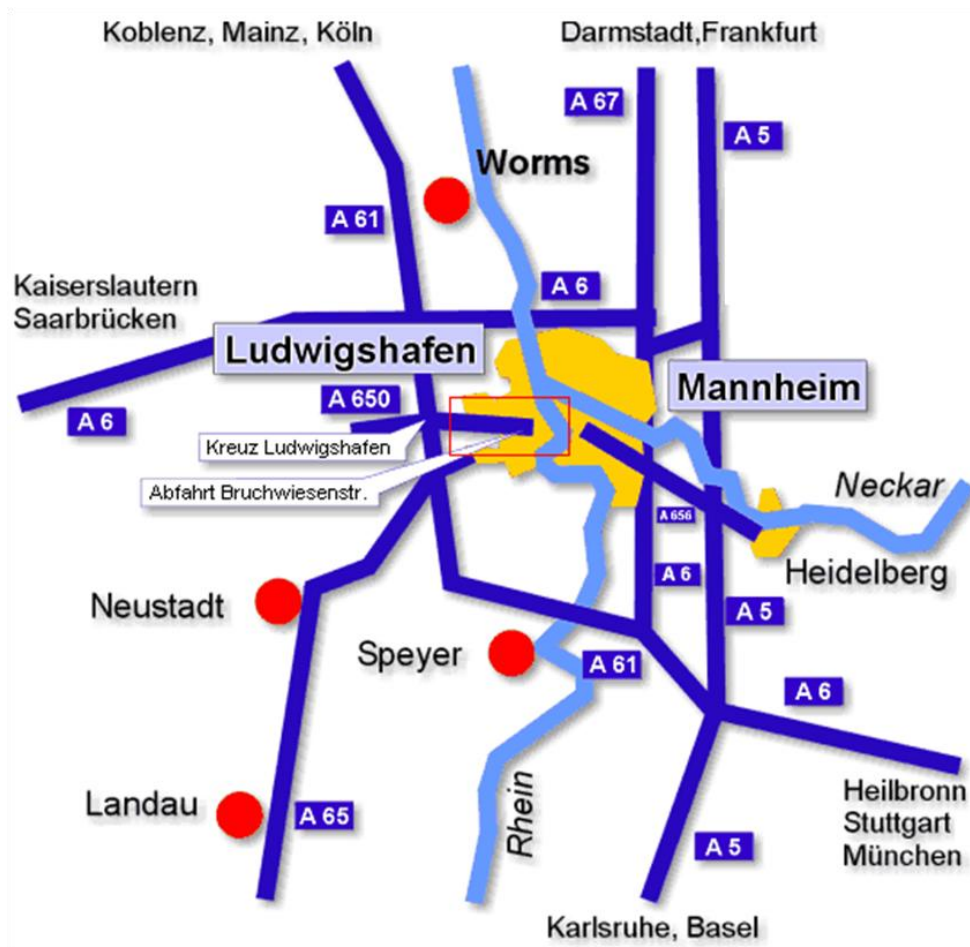 Koblenz, Mainz, Köln
Darmstadt,Frankfurt
A 67
A 5
Worms
A 61
Kaiserslautern
Saarbrücken
A 6
Ludwigshafen
Mannheim
A 650
A 6
Kreuz Ludwigshafen
Abfahrt Bruchwiesenstr.
Neckar
A 656
Heidelberg
A 6
Neustadt
A 5
Speyer
A 61
A 6
Landau
A 65
Rhein
Heilbronn
Stuttgart
München
A 5
Karlsruhe, Basel